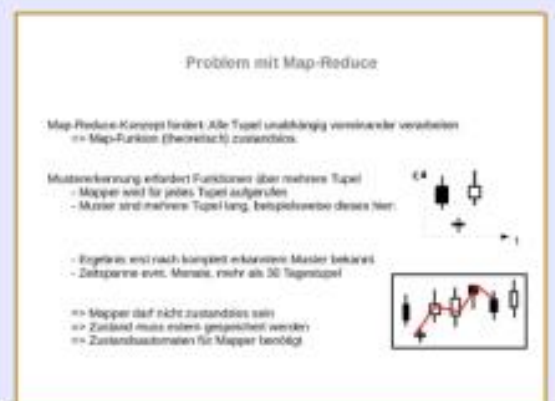 Problem mit Map-Reduce
Map-Reduce-Konzept fordert: Alle Tupel unabhängig voneinander verarbeiten
=> Map-Funktion (theoretisch) zustandslos.
Mustererkennung erfordert Funktionen über mehrere Tupel
- Mapper wird für jedes Tupel aufgerufen
- Muster sind mehrere Tupel lang, beispielsweise dieses hier:
€
t
- Ergebnis erst nach komplett erkanntem Muster bekannt
- Zeitspanne evtl. Monate, mehr als 30 Tagestupel
=> Mapper darf nicht zustandslos sein
=> Zustand muss extern gespeichert werden
=> Zustandsautomaten für Mapper benötigt